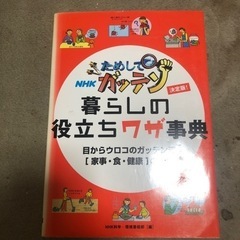 ためして
NHK ガッテン
決定版!
暮らしの
役立ちワザ事典
目からウロコのガッテン
[家事・食・健康]